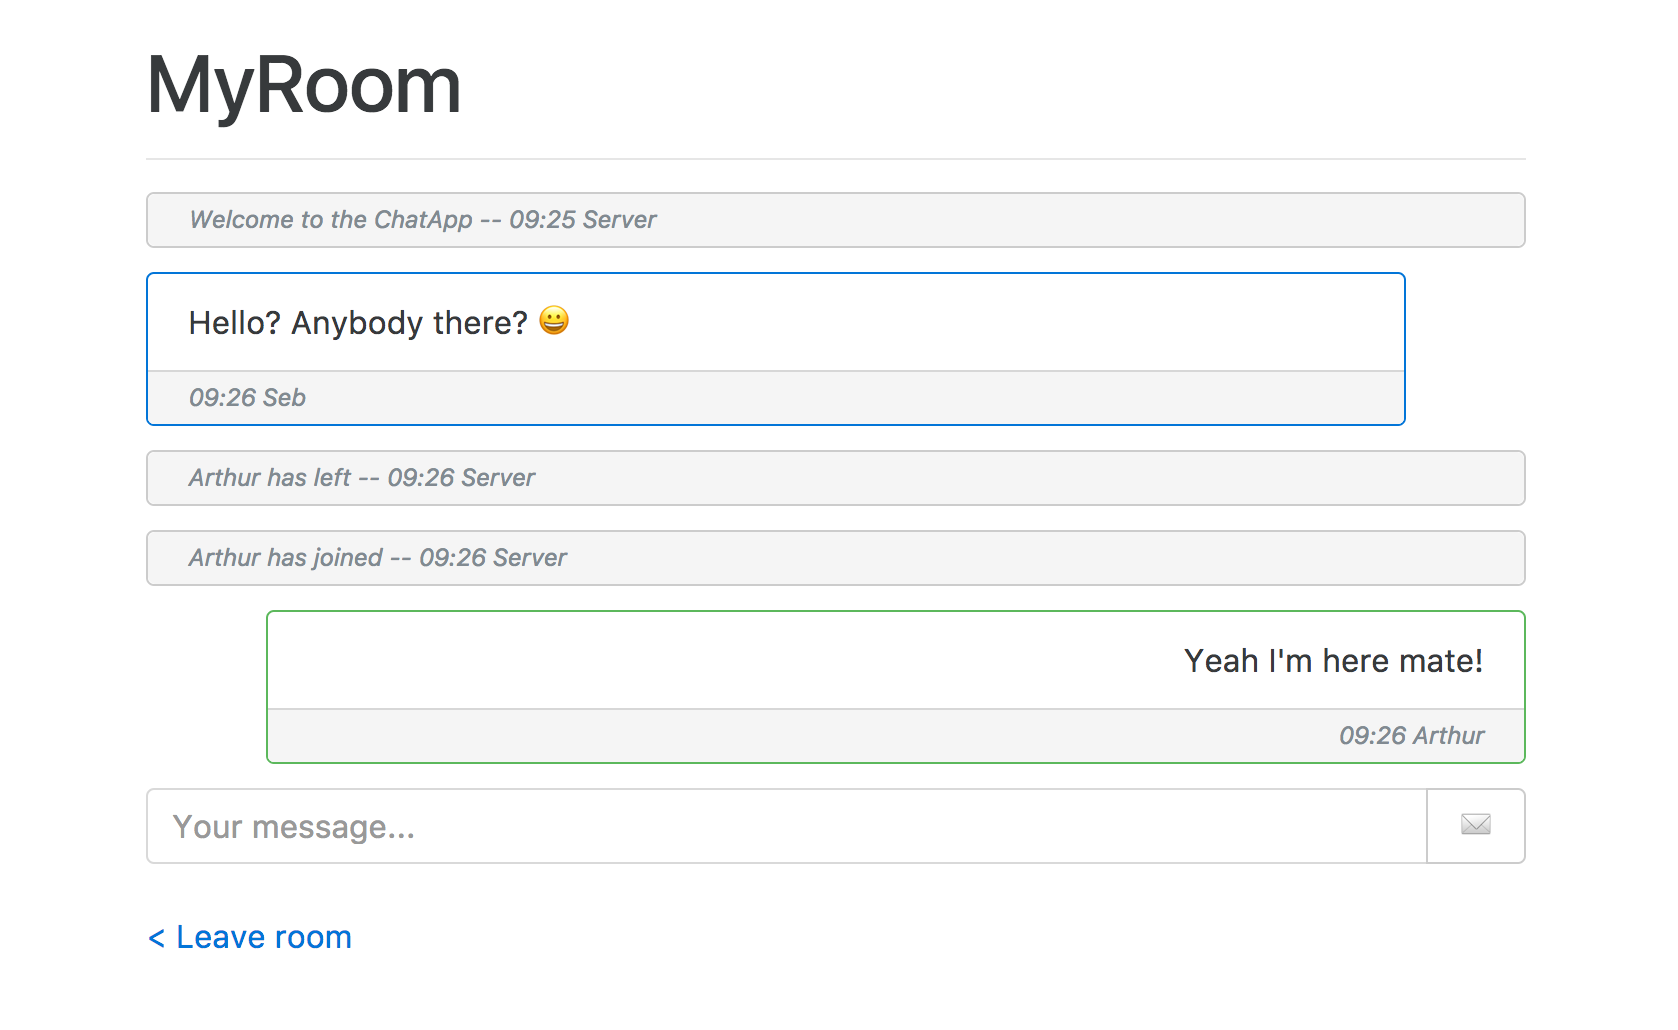 MyRoom
Welcome to the ChatApp -- 09:25 Server
Hello? Anybody there? 😀
09:26 Seb
Arthur has left -- 09:26 Server
Arthur has joined -- 09:26 Server
Yeah I'm here mate!
09:26 Arthur
Your message...
< Leave room